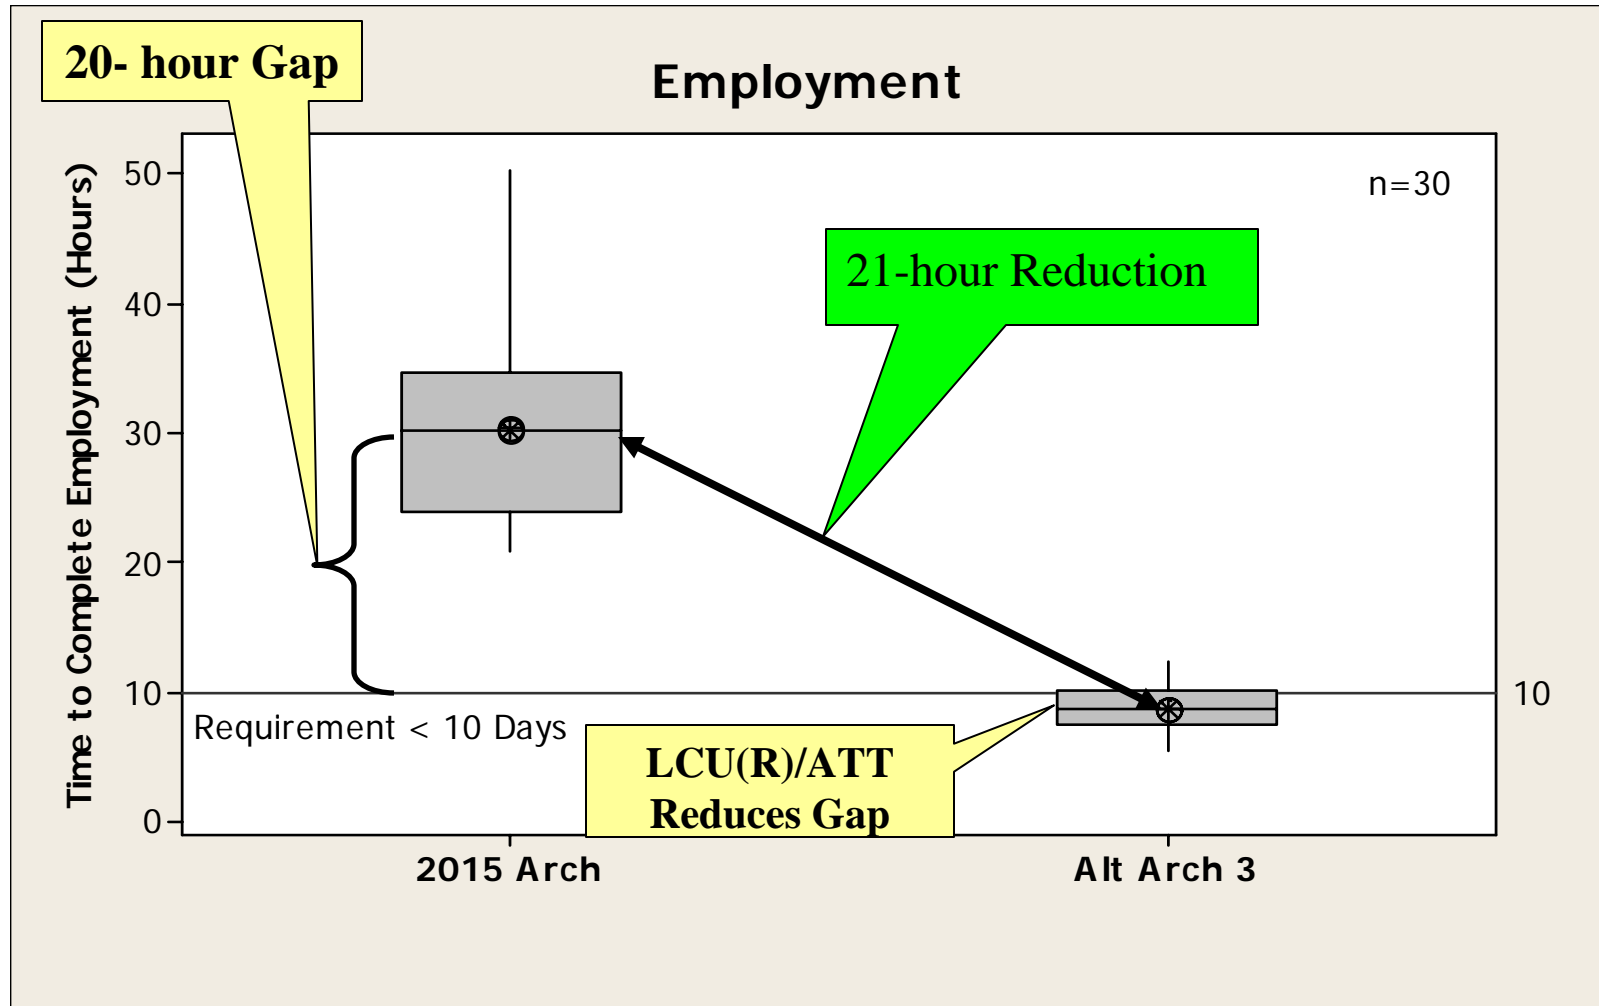 20- hour Gap
Employment
n=30
21-hour Reduction
Time to Complete Employment (Hours)
50
40
30
20
10
0
10
Requirement < 10 Days
LCU(R)/ATT
Reduces Gap
2015 Arch
Alt Arch 3